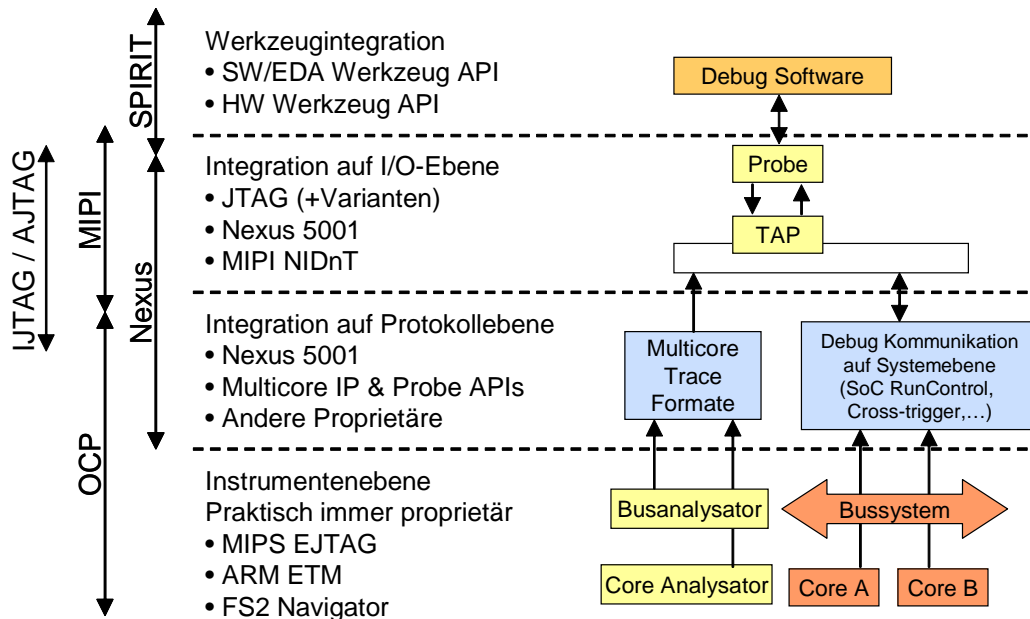 SPIRIT
IJTAG / AJTAG
MIPI
Nexus
OCP
Werkzeugintegration
• SW/EDA Werkzeug API
• HW Werkzeug API
Debug Software
Integration auf I/O-Ebene
• JTAG (+Varianten)
• Nexus 5001
• MIPI NIDnT
Probe
TAP
Integration auf Protokollebene
• Nexus 5001
• Multicore IP & Probe APIs
• Andere Proprietäre
Multicore
Trace
Formate
Debug Kommunikation
auf Systemebene
(SoC RunControl,
Cross-trigger,…)
Instrumentenebene
Praktisch immer proprietär
• MIPS EJTAG
• ARM ETM
• FS2 Navigator
Busanalysator
Bussystem
Core Analysator
Core A
Core B